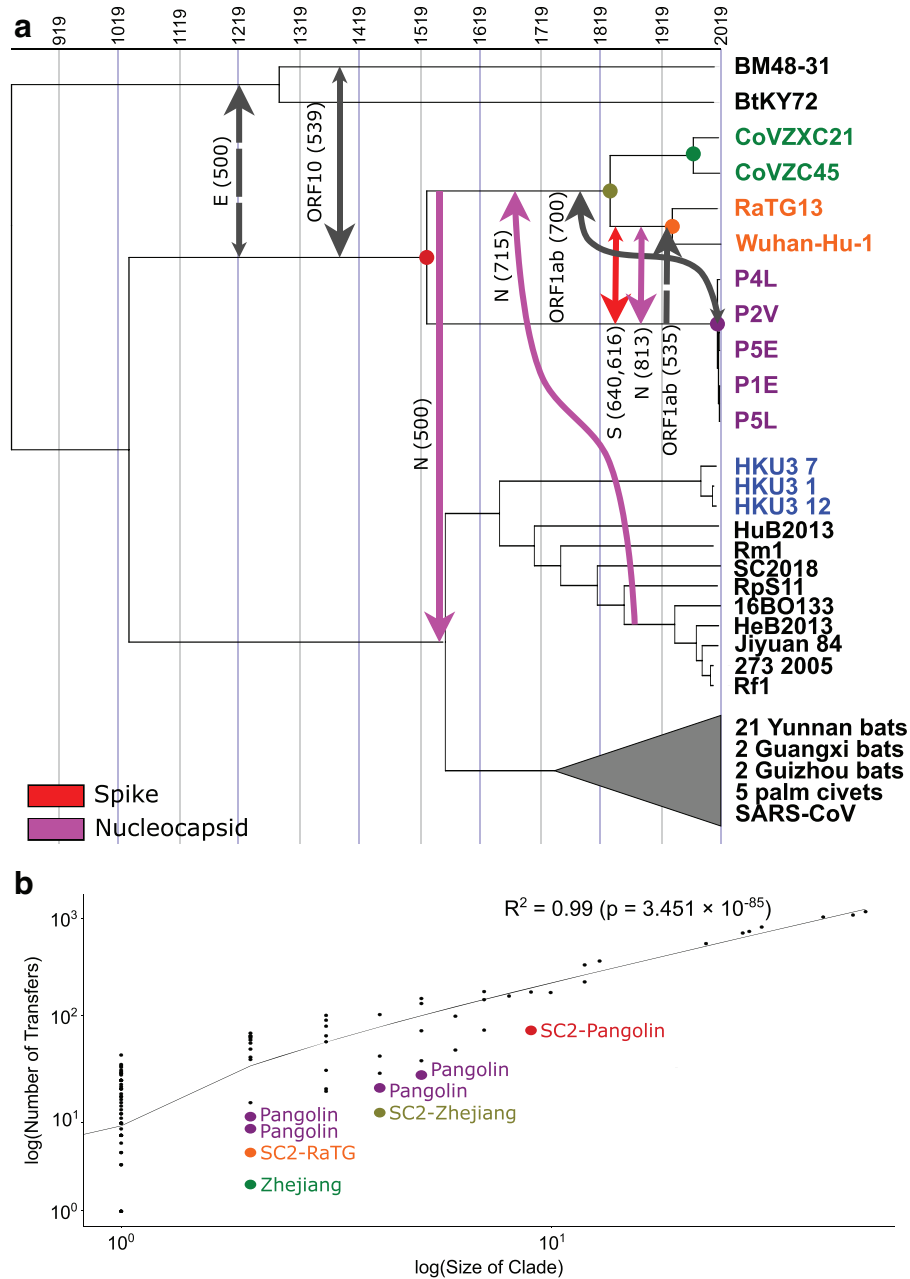 a
919
1019
1119
1219
1319
1419
1519
1619
1719
1819
1919
2019
BM48-31
BtKY72
CoVZXC21
CoVZC45
RaTG13
Wuhan-Hu-1
P4L
P2V
P5E
P1E
P5L
HKU3 7
HKU3 1
HKU3 12
HuB2013
Rm1
SC2018
RpS11
16BO133
HeB2013
Jiyuan 84
273 2005
Rf1
21 Yunnan bats
2 Guangxi bats
2 Guizhou bats
5 palm civets
SARS-CoV
E (500)
ORF10 (539)
N (500)
N (715)
ORF1ab (700)
S (640,616)
N (813)
ORF1ab (535)
Spike
Nucleocapsid
b
R² = 0.99 (p = 3.451 × 10⁻⁸⁵)
log(Number of Transfers)
10³
10²
10¹
10⁰
SC2-Pangolin
Pangolin
Pangolin
SC2-Zhejiang
Pangolin
Pangolin
SC2-RaTG
Zhejiang
10⁰
10¹
log(Size of Clade)